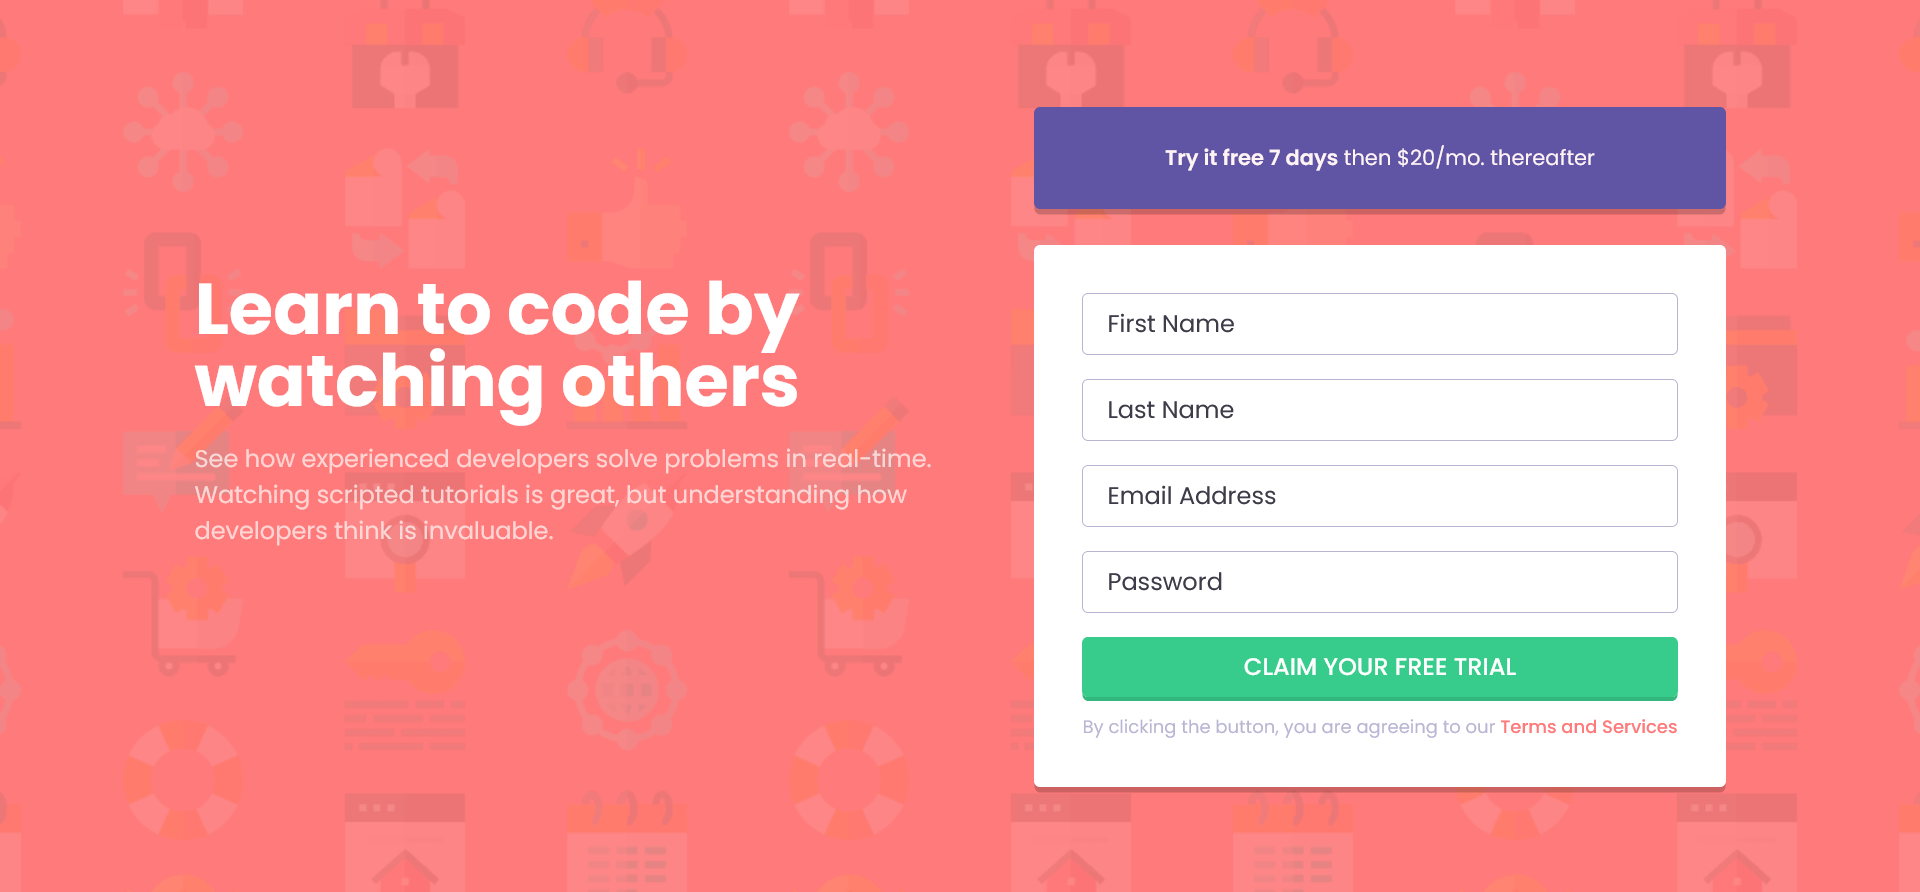 Learn to code by
watching others
See how experienced developers solve problems in real-time.
Watching scripted tutorials is great, but understanding how
developers think is invaluable.
Try it free 7 days then $20/mo. thereafter
First Name
Last Name
Email Address
Password
CLAIM YOUR FREE TRIAL
By clicking the button, you are agreeing to our Terms and Services